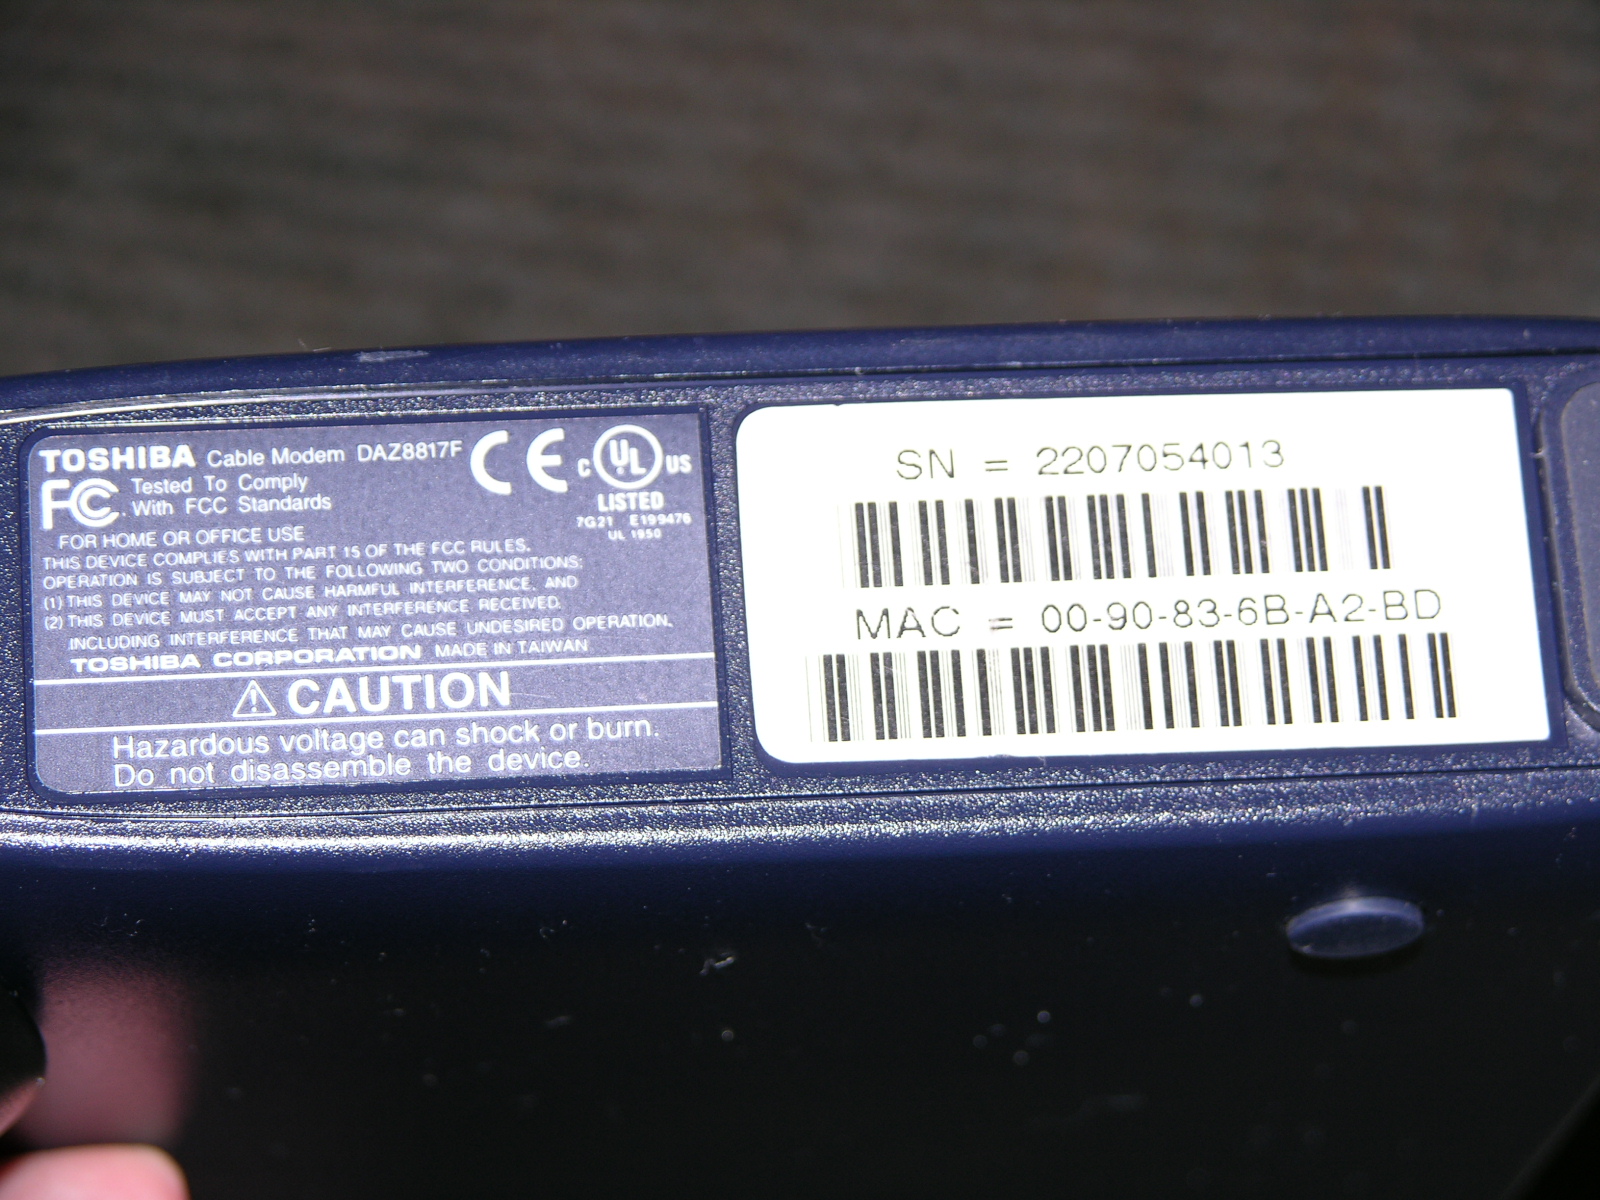 TOSHIBA Cable Modem DAZ8817F
CE
C UL US
LISTED
7G21 E199476
UL 1950
FC Tested To Comply
With FCC Standards
FOR HOME OR OFFICE USE
THIS DEVICE COMPLIES WITH PART 15 OF THE FCC RULES.
OPERATION IS SUBJECT TO THE FOLLOWING TWO CONDITIONS:
(1) THIS DEVICE MAY NOT CAUSE HARMFUL INTERFERENCE, AND
(2) THIS DEVICE MUST ACCEPT ANY INTERFERENCE RECEIVED,
INCLUDING INTERFERENCE THAT MAY CAUSE UNDESIRED OPERATION.
TOSHIBA CORPORATION MADE IN TAIWAN
CAUTION
Hazardous voltage can shock or burn.
Do not disassemble the device.
SN = 2207054013
MAC = 00-90-83-6B-A2-BD